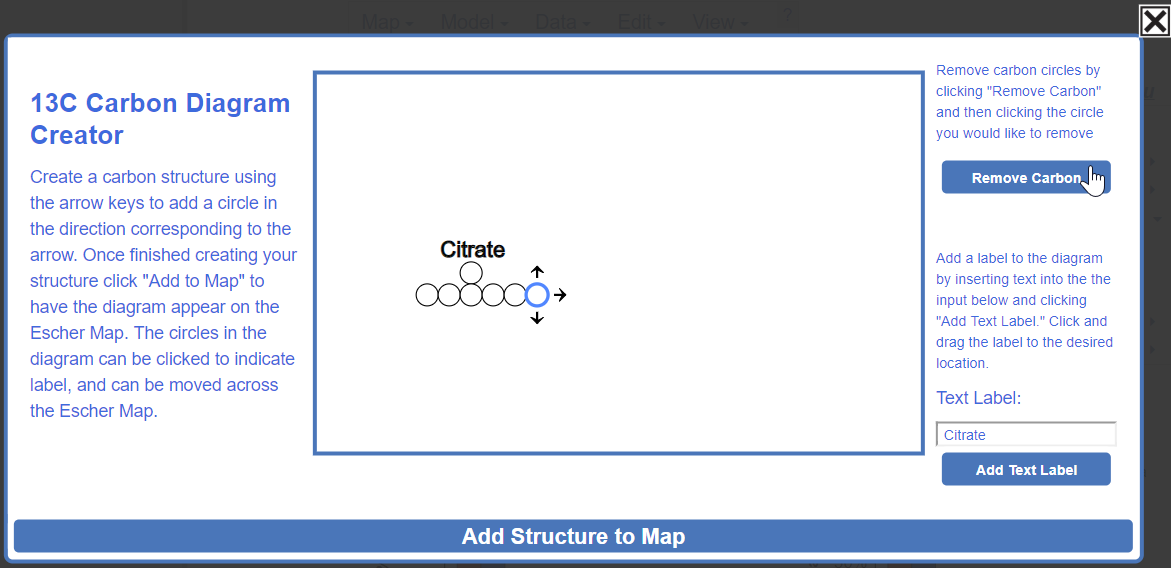 Map Model Data Edit View ?
13C Carbon Diagram
Creator
Create a carbon structure using
the arrow keys to add a circle in
the direction corresponding to the
arrow. Once finished creating your
structure click "Add to Map" to
have the diagram appear on the
Escher Map. The circles in the
diagram can be clicked to indicate
label, and can be moved across
the Escher Map.
Citrate
Remove carbon circles by
clicking "Remove Carbon"
and then clicking the circle
you would like to remove
Remove Carbon
Add a label to the diagram
by inserting text into the the
input below and clicking
"Add Text Label." Click and
drag the label to the desired
location.
Text Label:
Citrate
Add Text Label
Add Structure to Map